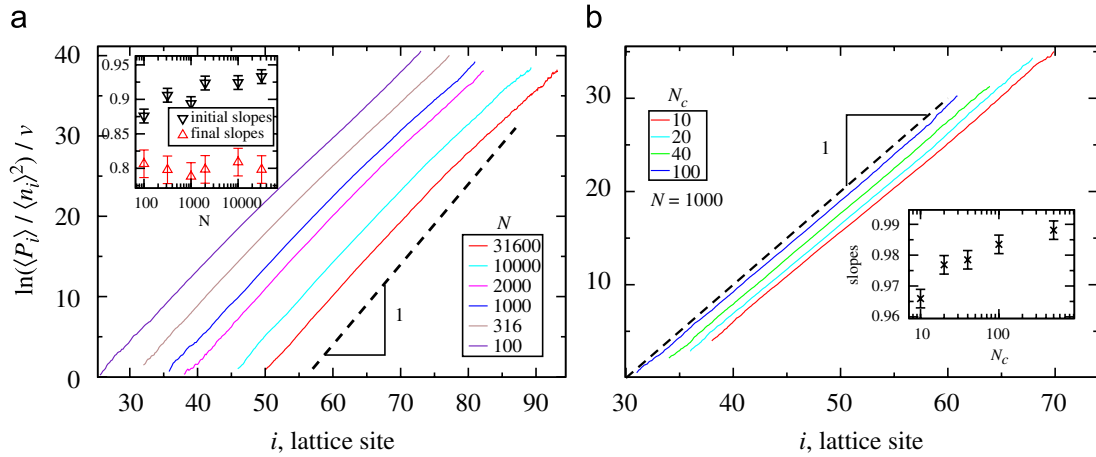 a
b
ln(⟨P_i⟩ / ⟨n_i⟩²) / v
40
30
20
10
0
30 40 50 60 70 80 90
i, lattice site
0.95
0.9
0.85
0.8
100 1000 10000
N
initial slopes
final slopes
1
N
31600
10000
2000
1000
316
100
30
20
10
0
30 40 50 60 70
i, lattice site
N_c
10
20
40
100
N = 1000
1
slopes
0.99
0.98
0.97
0.96
10 100
N_c